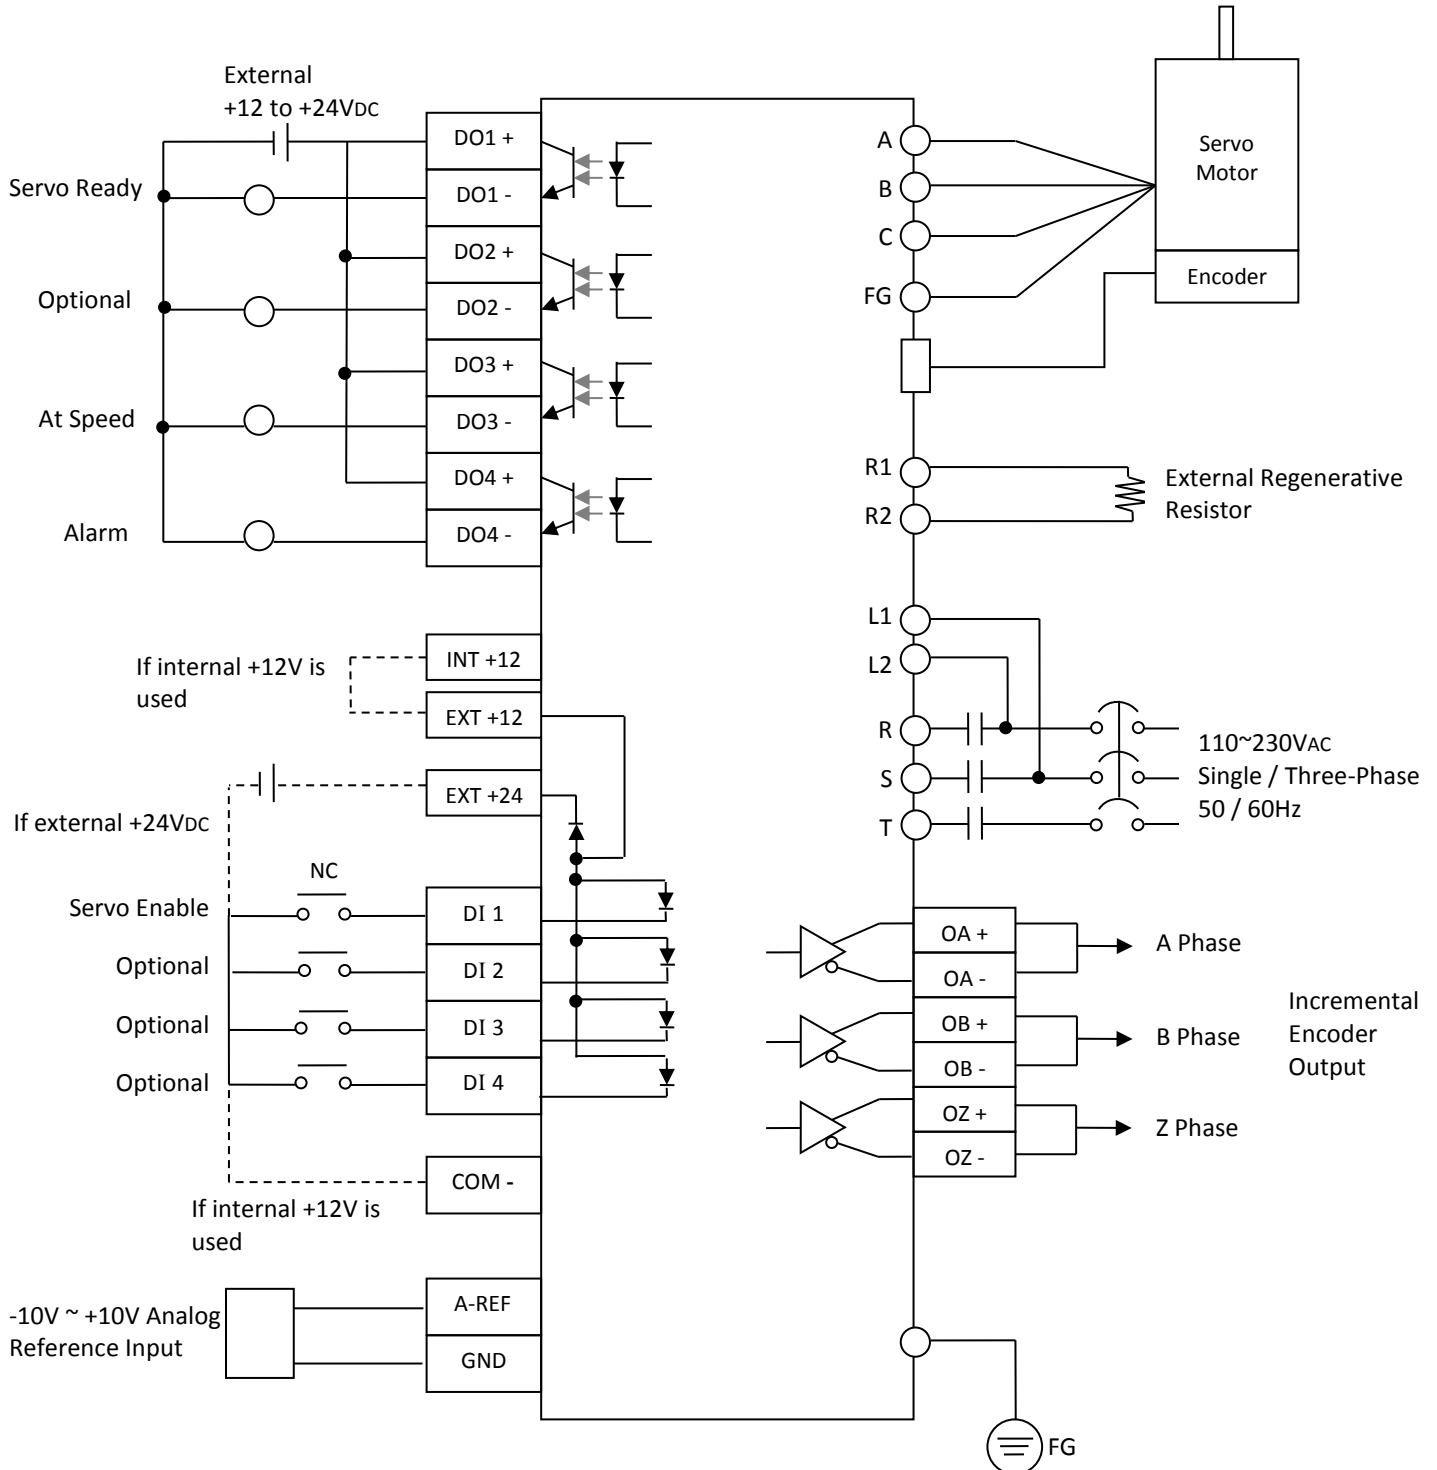 External
+12 to +24VDC
Servo Ready
Optional
At Speed
Alarm
DO1 +
DO1 -
DO2 +
DO2 -
DO3 +
DO3 -
DO4 +
DO4 -
If internal +12V is
used
INT +12
EXT +12
EXT +24
If external +24VDC
NC
Servo Enable
Optional
Optional
Optional
DI 1
DI 2
DI 3
DI 4
COM -
If internal +12V is
used
-10V ~ +10V Analog
Reference Input
A-REF
GND
A
B
C
FG
Servo
Motor
Encoder
R1
R2
External Regenerative
Resistor
L1
L2
R
S
T
110~230VAC
Single / Three-Phase
50 / 60Hz
OA +
OA -
OB +
OB -
OZ +
OZ -
A Phase
B Phase
Z Phase
Incremental
Encoder
Output
FG